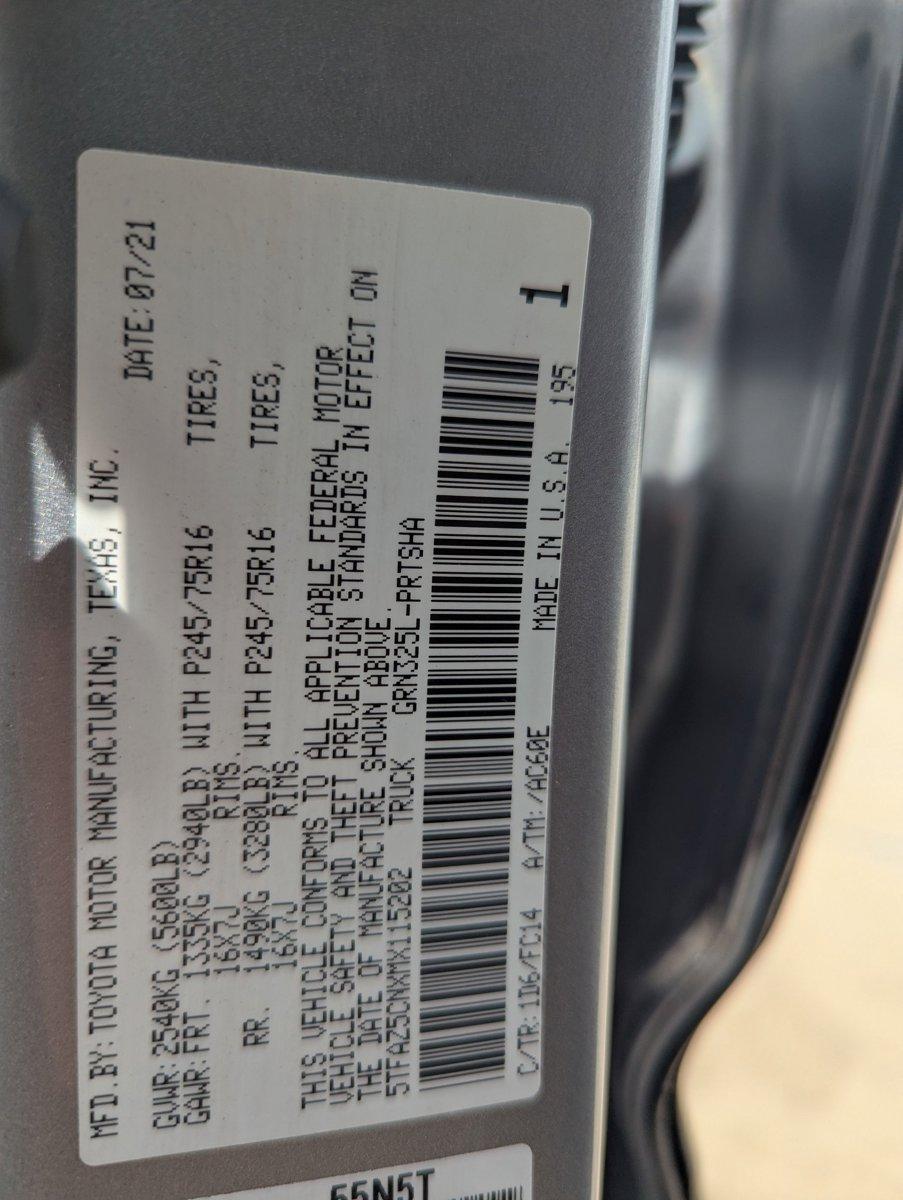 MFD.BY: TOYOTA MOTOR MANUFACTURING, TEXAS, INC.
DATE: 07/21
GVWR: 2540KG (5600LB)
GAWR: FRT. 1335KG (2940LB) WITH P245/75R16 TIRES,
16X7J RIMS.
RR. 1490KG (3280LB) WITH P245/75R16 TIRES,
16X7J RIMS.
THIS VEHICLE CONFORMS TO ALL APPLICABLE FEDERAL MOTOR
VEHICLE SAFETY AND THEFT PREVENTION STANDARDS IN EFFECT ON
THE DATE OF MANUFACTURE SHOWN ABOVE.
5TFAZ5CNXMX115202 TRUCK GRN325L-PRTSHA
C/TR: 1D6/FC14 A/TM: /AC60E MADE IN U.S.A. 195
1
55N5T